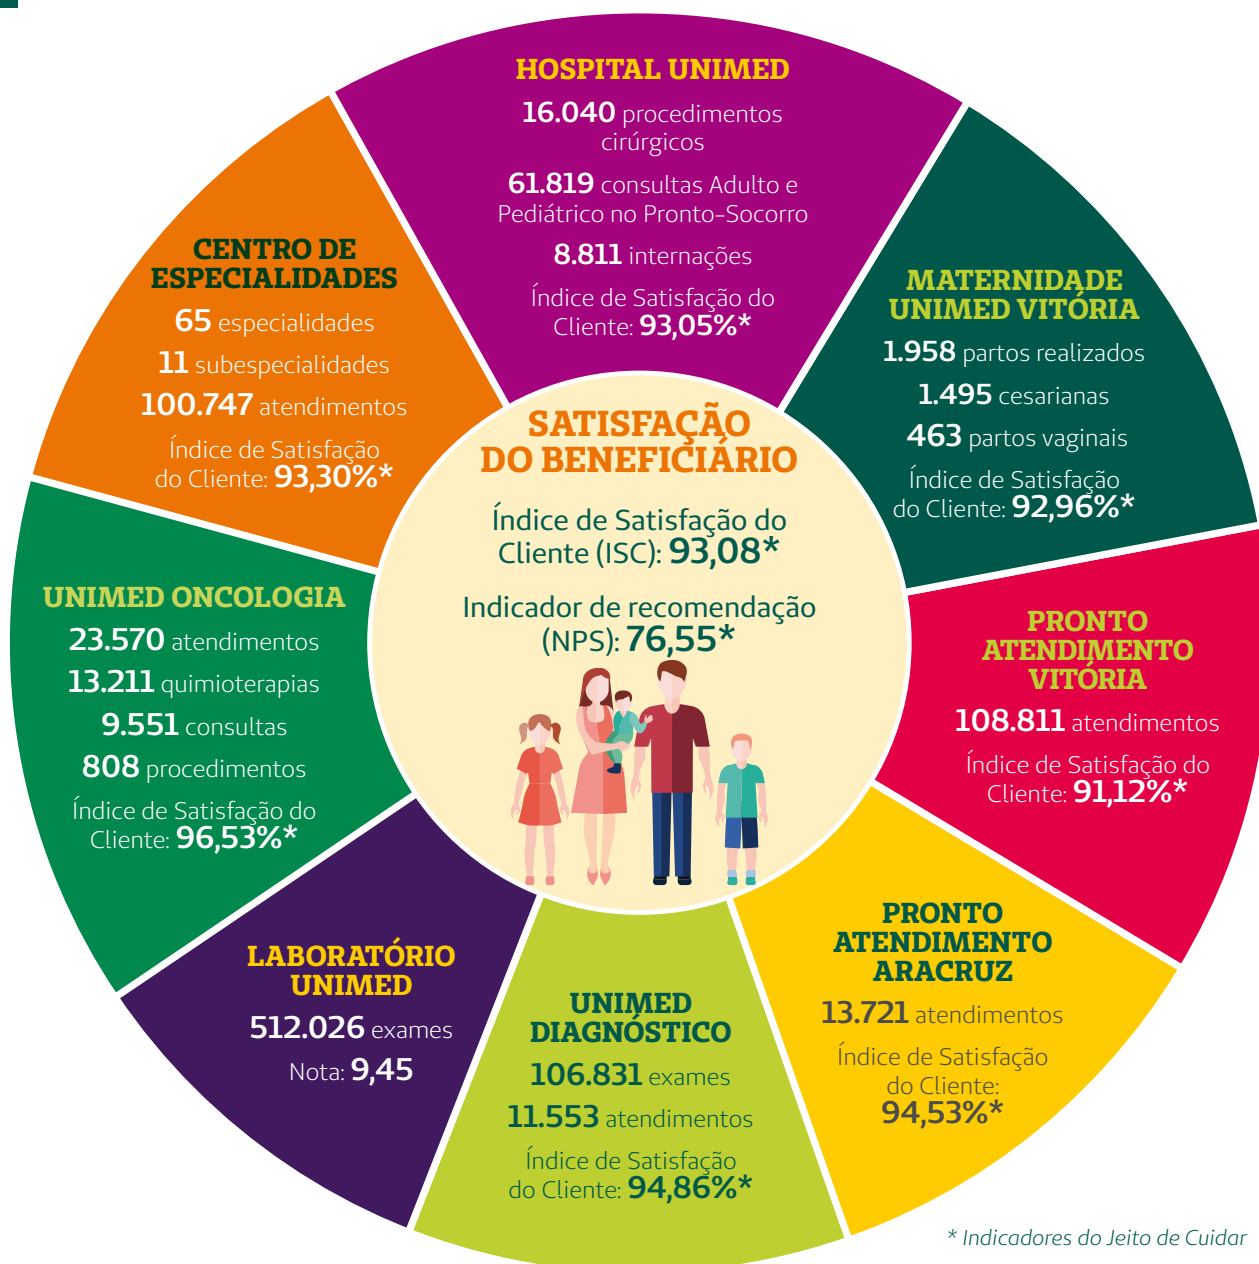 HOSPITAL UNIMED
16.040 procedimentos
cirúrgicos
61.819 consultas Adulto e
Pediátrico no Pronto-Socorro
8.811 internações
Índice de Satisfação do
Cliente: 93,05%*
MATERNIDADE
UNIMED VITÓRIA
1.958 partos realizados
1.495 cesarianas
463 partos vaginais
Índice de Satisfação
do Cliente: 92,96%*
PRONTO
ATENDIMENTO
VITÓRIA
108.811 atendimentos
Índice de Satisfação do
Cliente: 91,12%*
PRONTO
ATENDIMENTO
ARACRUZ
13.721 atendimentos
Índice de Satisfação
do Cliente:
94,53%*
UNIMED
DIAGNÓSTICO
106.831 exames
11.553 atendimentos
Índice de Satisfação
do Cliente: 94,86%*
LABORATÓRIO
UNIMED
512.026 exames
Nota: 9,45
UNIMED ONCOLOGIA
23.570 atendimentos
13.211 quimioterapias
9.551 consultas
808 procedimentos
Índice de Satisfação do
Cliente: 96,53%*
CENTRO DE
ESPECIALIDADES
65 especialidades
11 subespecialidades
100.747 atendimentos
Índice de Satisfação
do Cliente: 93,30%*
SATISFAÇÃO
DO BENEFICIÁRIO
Índice de Satisfação do
Cliente (ISC): 93,08*
Indicador de recomendação
(NPS): 76,55*
* Indicadores do Jeito de Cuidar